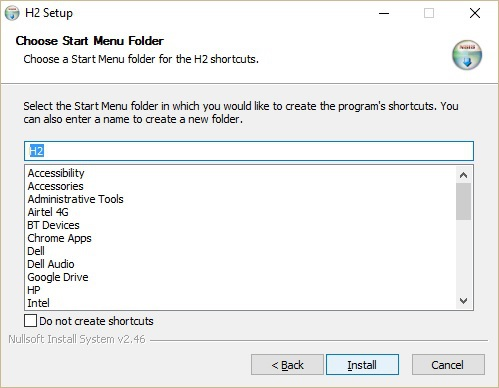 H2 Setup
Choose Start Menu Folder
Choose a Start Menu folder for the H2 shortcuts.
Select the Start Menu folder in which you would like to create the program's shortcuts. You
can also enter a name to create a new folder.
H2
Accessibility
Accessories
Administrative Tools
Airtel 4G
BT Devices
Chrome Apps
Dell
Dell Audio
Google Drive
HP
Intel
Do not create shortcuts
Nullsoft Install System v2.46
< Back
Install
Cancel